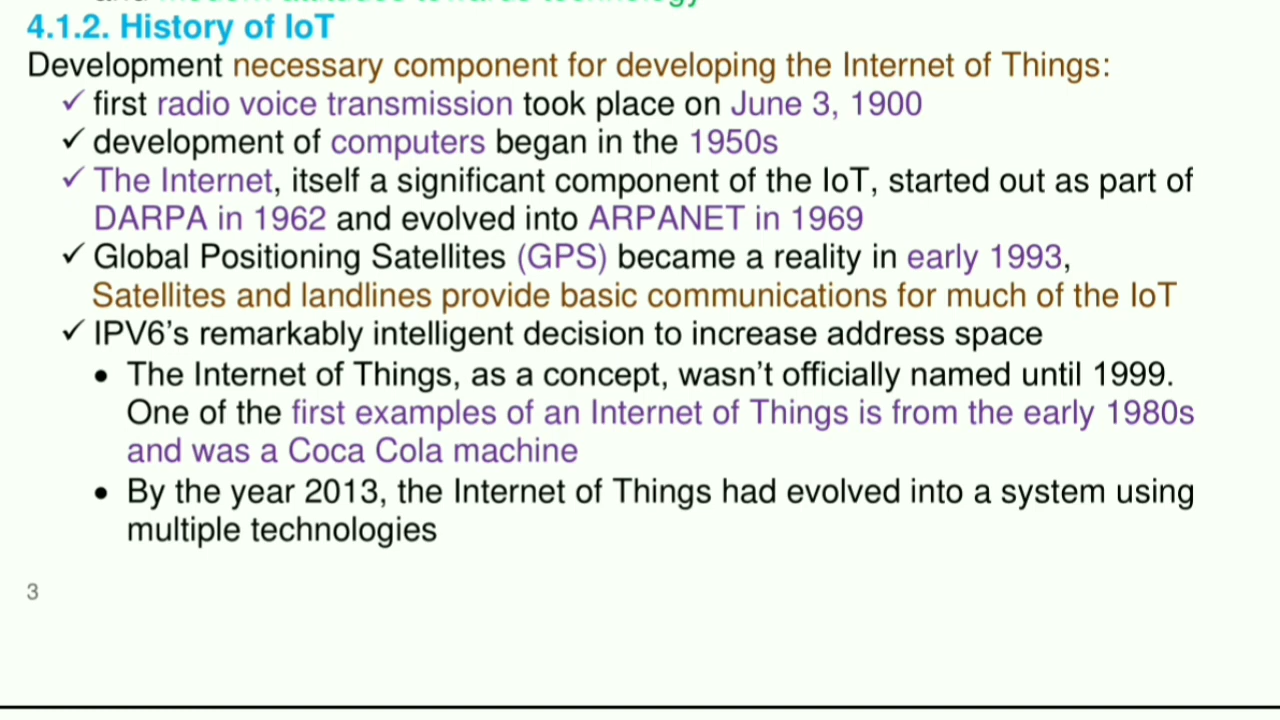 and modern attitudes towards technology
4.1.2. History of IoT
Development necessary component for developing the Internet of Things:
✓ first radio voice transmission took place on June 3, 1900
✓ development of computers began in the 1950s
✓ The Internet, itself a significant component of the IoT, started out as part of
DARPA in 1962 and evolved into ARPANET in 1969
✓ Global Positioning Satellites (GPS) became a reality in early 1993,
Satellites and landlines provide basic communications for much of the IoT
✓ IPV6’s remarkably intelligent decision to increase address space
• The Internet of Things, as a concept, wasn’t officially named until 1999.
One of the first examples of an Internet of Things is from the early 1980s
and was a Coca Cola machine
• By the year 2013, the Internet of Things had evolved into a system using
multiple technologies
3